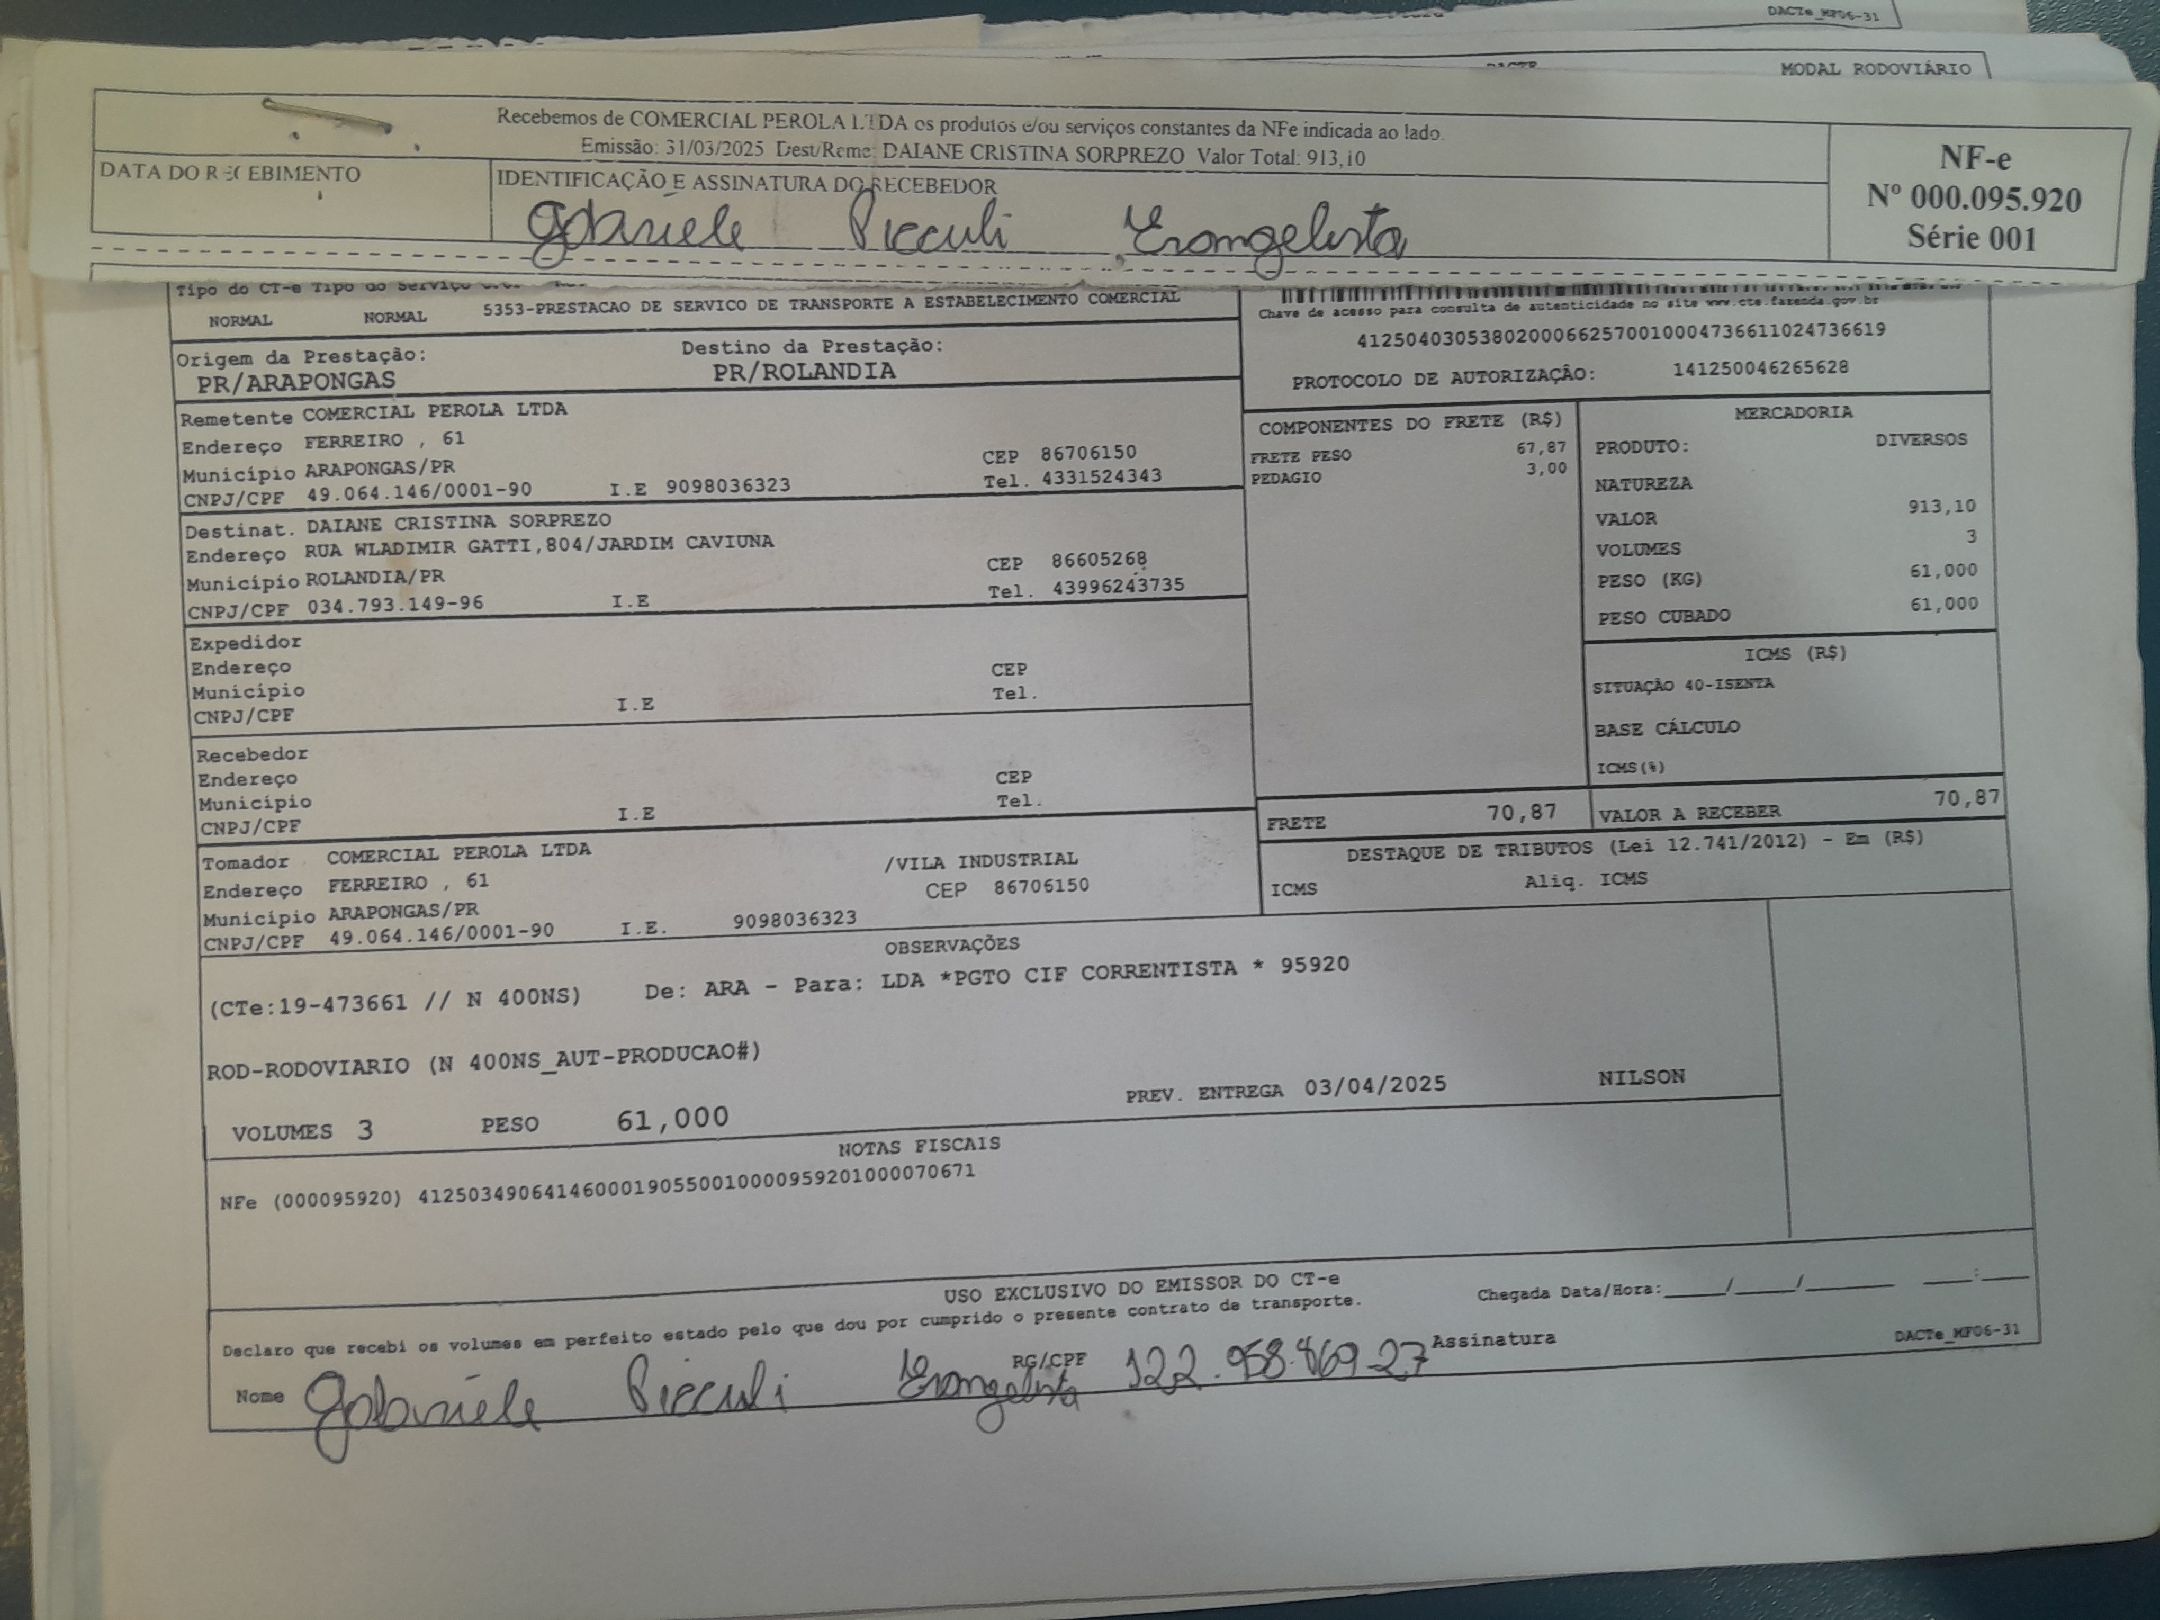 DACTe_MF06-31
MODAL RODOVIÁRIO
Recebemos de COMERCIAL PEROLA LTDA os produtos e/ou serviços constantes da NFe indicada ao lado.
Emissão: 31/03/2025 Dest/Reme: DAIANE CRISTINA SORPREZO Valor Total: 913,10
DATA DO RECEBIMENTO
IDENTIFICAÇÃO E ASSINATURA DO RECEBEDOR
Gabriele Picculi Evangelista
NF-e
Nº 000.095.920
Série 001
Tipo do CT-e Tipo do Serviço
NORMAL NORMAL 5353-PRESTACAO DE SERVICO DE TRANSPORTE A ESTABELECIMENTO COMERCIAL
Chave de acesso para consulta de autenticidade no site www.cte.fazenda.gov.br
41250403053802000662570010004736611024736619
PROTOCOLO DE AUTORIZAÇÃO: 141250046265628
Origem da Prestação: Destino da Prestação:
PR/ARAPONGAS PR/ROLANDIA
Remetente COMERCIAL PEROLA LTDA
Endereço FERREIRO , 61
Município ARAPONGAS/PR CEP 86706150
CNPJ/CPF 49.064.146/0001-90 I.E 9098036323 Tel. 4331524343
Destinat. DAIANE CRISTINA SORPREZO
Endereço RUA WLADIMIR GATTI,804/JARDIM CAVIUNA
Município ROLANDIA/PR CEP 86605268
CNPJ/CPF 034.793.149-96 I.E Tel. 43996243735
Expedidor
Endereço
Município CEP
CNPJ/CPF I.E Tel.
Recebedor
Endereço
Município CEP
CNPJ/CPF I.E Tel.
Tomador COMERCIAL PEROLA LTDA
Endereço FERREIRO , 61 /VILA INDUSTRIAL
Município ARAPONGAS/PR CEP 86706150
CNPJ/CPF 49.064.146/0001-90 I.E. 9098036323
COMPONENTES DO FRETE (R$)
FRETE PESO 67,87
PEDAGIO 3,00
MERCADORIA
PRODUTO: DIVERSOS
NATUREZA
VALOR 913,10
VOLUMES 3
PESO (KG) 61,000
PESO CUBADO 61,000
ICMS (R$)
SITUAÇÃO 40-ISENTA
BASE CÁLCULO
ICMS(%)
FRETE 70,87 VALOR A RECEBER 70,87
DESTAQUE DE TRIBUTOS (Lei 12.741/2012) - Em (R$)
ICMS Aliq. ICMS
OBSERVAÇÕES
(CTe:19-473661 // N 400NS) De: ARA - Para: LDA *PGTO CIF CORRENTISTA * 95920
ROD-RODOVIARIO (N 400NS_AUT-PRODUCAO#)
VOLUMES 3 PESO 61,000 PREV. ENTREGA 03/04/2025 NILSON
NOTAS FISCAIS
NFe (000095920) 41250349064146000190550010000959201000070671
USO EXCLUSIVO DO EMISSOR DO CT-e
Declaro que recebi os volumes em perfeito estado pelo que dou por cumprido o presente contrato de transporte.
Chegada Data/Hora:_____/_____/_______ ____:____
Nome Gabriele Picculi Evangelista RG/CPF 122.958.869-27 Assinatura
DACTe_MF06-31